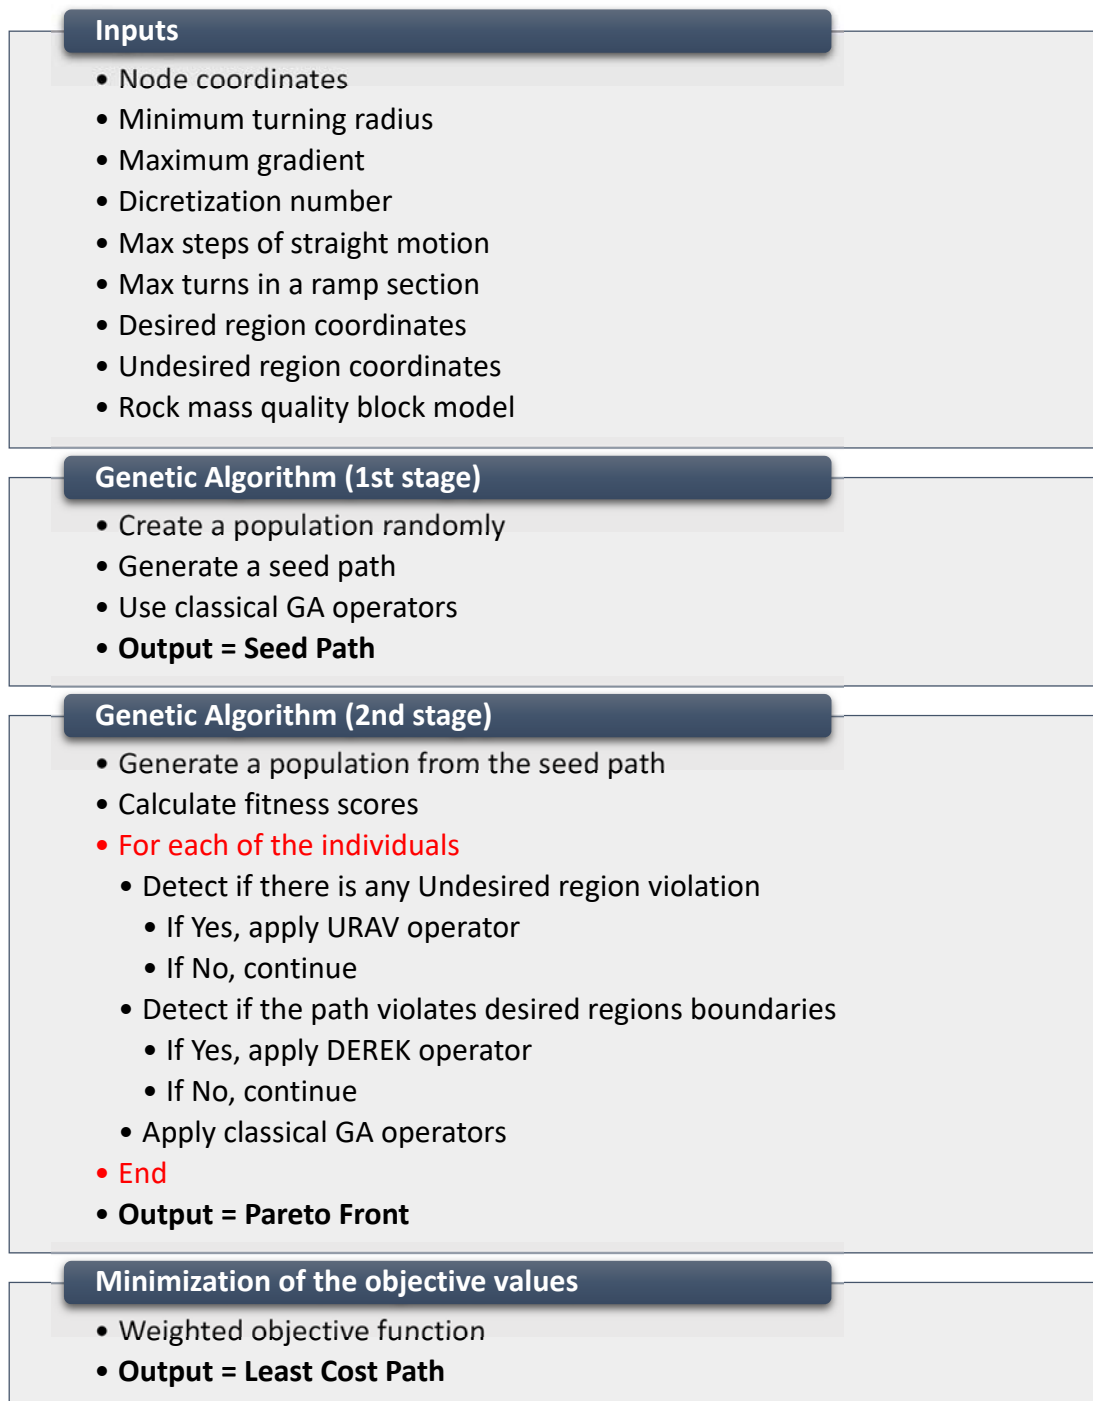 Inputs
• Node coordinates
• Minimum turning radius
• Maximum gradient
• Dicretization number
• Max steps of straight motion
• Max turns in a ramp section
• Desired region coordinates
• Undesired region coordinates
• Rock mass quality block model
Genetic Algorithm (1st stage)
• Create a population randomly
• Generate a seed path
• Use classical GA operators
• Output = Seed Path
Genetic Algorithm (2nd stage)
• Generate a population from the seed path
• Calculate fitness scores
• For each of the individuals
• Detect if there is any Undesired region violation
• If Yes, apply URAV operator
• If No, continue
• Detect if the path violates desired regions boundaries
• If Yes, apply DEREK operator
• If No, continue
• Apply classical GA operators
• End
• Output = Pareto Front
Minimization of the objective values
• Weighted objective function
• Output = Least Cost Path